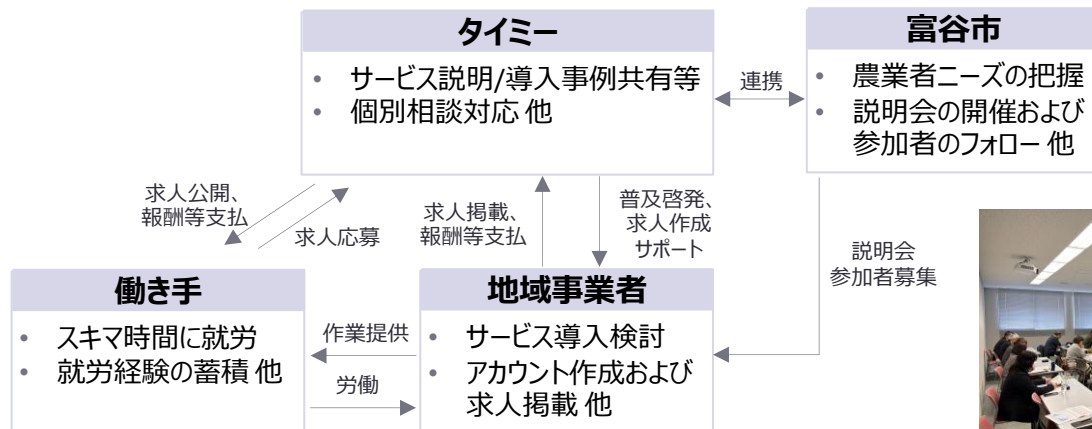 タイミー
• サービス説明/導入事例共有等
• 個別相談対応 他
連携
富谷市
• 農業者ニーズの把握
• 説明会の開催および
参加者のフォロー 他
求人公開、
報酬等支払
求人応募
求人掲載、
報酬等支払
普及啓発、
求人作成
サポート
説明会
参加者募集
働き手
• スキマ時間に就労
• 就労経験の蓄積 他
作業提供
労働
地域事業者
• サービス導入検討
• アカウント作成および
求人掲載 他